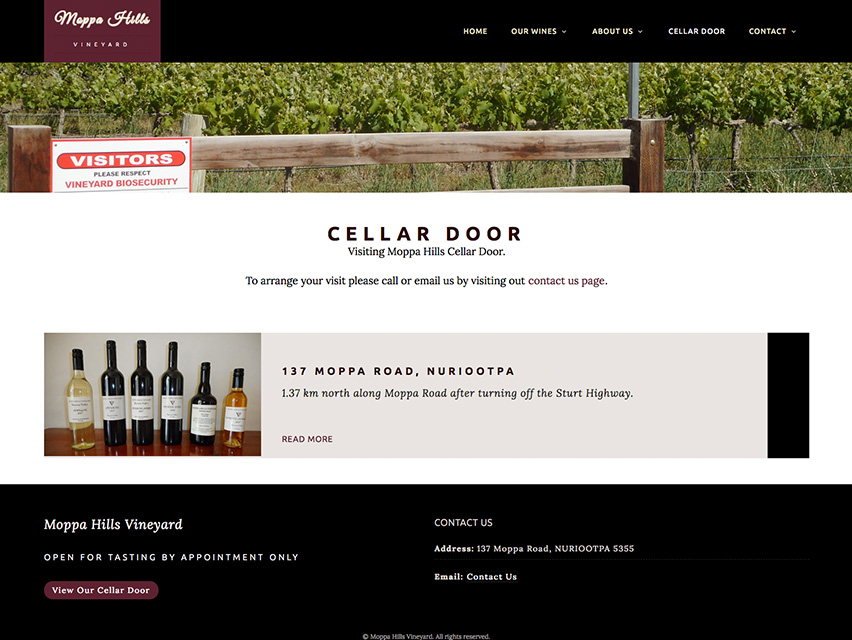 Moppa Hills
VINEYARD
HOME
OUR WINES
ABOUT US
CELLAR DOOR
CONTACT
VISITORS
PLEASE RESPECT
VINEYARD BIOSECURITY
CELLAR DOOR
Visiting Moppa Hills Cellar Door.
To arrange your visit please call or email us by visiting out contact us page.
137 MOPPA ROAD, NURIOOTPA
1.37 km north along Moppa Road after turning off the Sturt Highway.
READ MORE
Moppa Hills Vineyard
OPEN FOR TASTING BY APPOINTMENT ONLY
View Our Cellar Door
CONTACT US
Address: 137 Moppa Road, NURIOOTPA 5355
Email: Contact Us
© Moppa Hills Vineyard. All rights reserved.